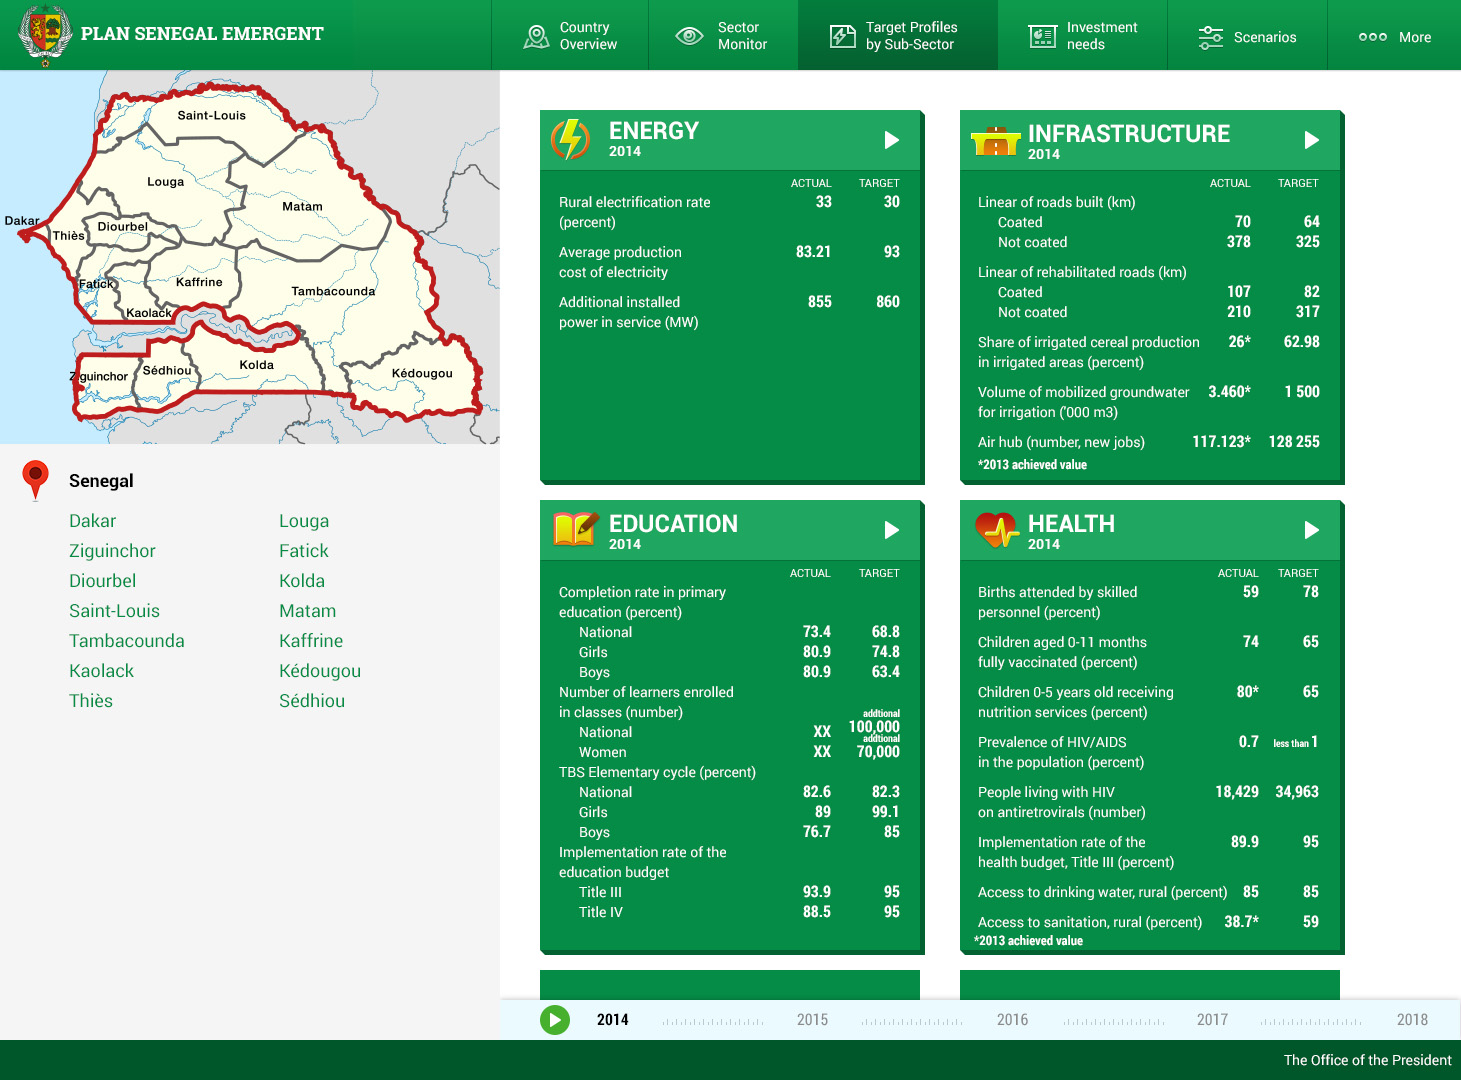 PLAN SENEGAL EMERGENT
Country
Overview
Sector
Monitor
Target Profiles
by Sub-Sector
Investment
needs
Scenarios
More
Saint-Louis
Louga
Matam
Dakar
Thiès
Diourbel
Fatick
Kaffrine
Tambacounda
Kaolack
Ziguinchor
Sédhiou
Kolda
Kédougou
Senegal
Dakar
Ziguinchor
Diourbel
Saint-Louis
Tambacounda
Kaolack
Thiès
Louga
Fatick
Kolda
Matam
Kaffrine
Kédougou
Sédhiou
ENERGY
2014
ACTUAL TARGET
Rural electrification rate 33 30
(percent)
Average production 83.21 93
cost of electricity
Additional installed 855 860
power in service (MW)
INFRASTRUCTURE
2014
ACTUAL TARGET
Linear of roads built (km)
Coated 70 64
Not coated 378 325
Linear of rehabilitated roads (km)
Coated 107 82
Not coated 210 317
Share of irrigated cereal production 26* 62.98
in irrigated areas (percent)
Volume of mobilized groundwater 3.460* 1 500
for irrigation ('000 m3)
Air hub (number, new jobs) 117.123* 128 255
*2013 achieved value
EDUCATION
2014
ACTUAL TARGET
Completion rate in primary
education (percent)
National 73.4 68.8
Girls 80.9 74.8
Boys 80.9 63.4
Number of learners enrolled
in classes (number)
addtional
National XX 100,000
addtional
Women XX 70,000
TBS Elementary cycle (percent)
National 82.6 82.3
Girls 89 99.1
Boys 76.7 85
Implementation rate of the
education budget
Title III 93.9 95
Title IV 88.5 95
HEALTH
2014
ACTUAL TARGET
Births attended by skilled 59 78
personnel (percent)
Children aged 0-11 months 74 65
fully vaccinated (percent)
Children 0-5 years old receiving 80* 65
nutrition services (percent)
Prevalence of HIV/AIDS 0.7 less than 1
in the population (percent)
People living with HIV 18,429 34,963
on antiretrovirals (number)
Implementation rate of the 89.9 95
health budget, Title III (percent)
Access to drinking water, rural (percent) 85 85
Access to sanitation, rural (percent) 38.7* 59
*2013 achieved value
2014 2015 2016 2017 2018
The Office of the President